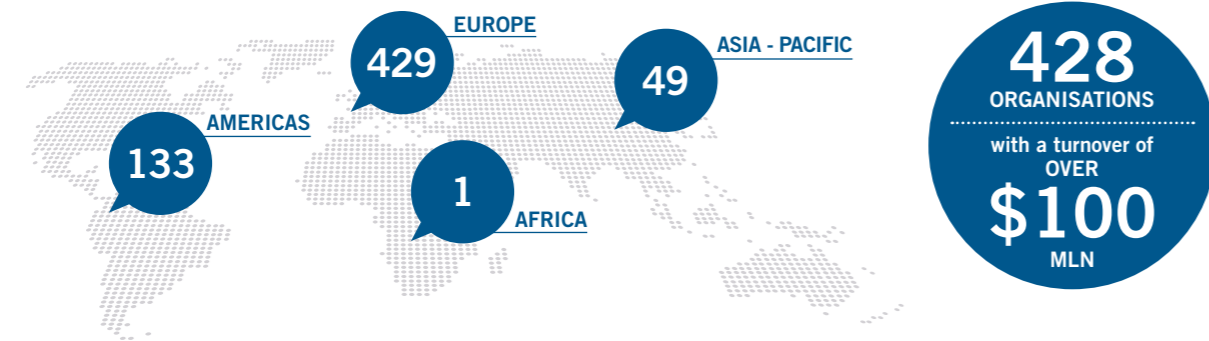 EUROPE
429
ASIA - PACIFIC
49
AMERICAS
133
1
AFRICA
428
ORGANISATIONS
with a turnover of
OVER
$100
MLN